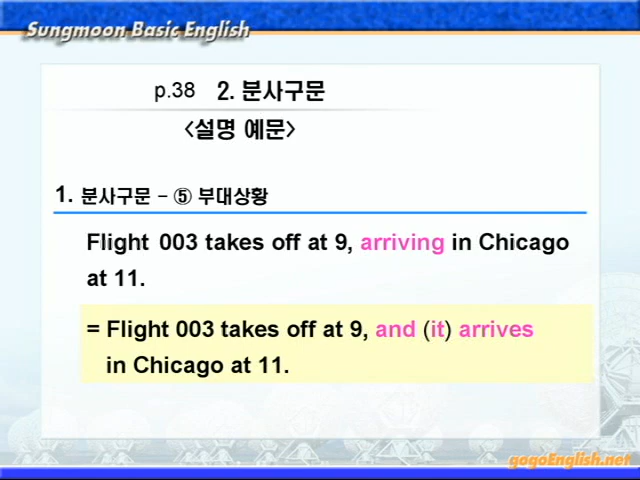 Sungmoon Basic English
p.38 2. 분사구문
<설명 예문>
1. 분사구문 - ⑤ 부대상황
Flight 003 takes off at 9, arriving in Chicago
at 11.
= Flight 003 takes off at 9, and (it) arrives
in Chicago at 11.
gogoEnglish.net